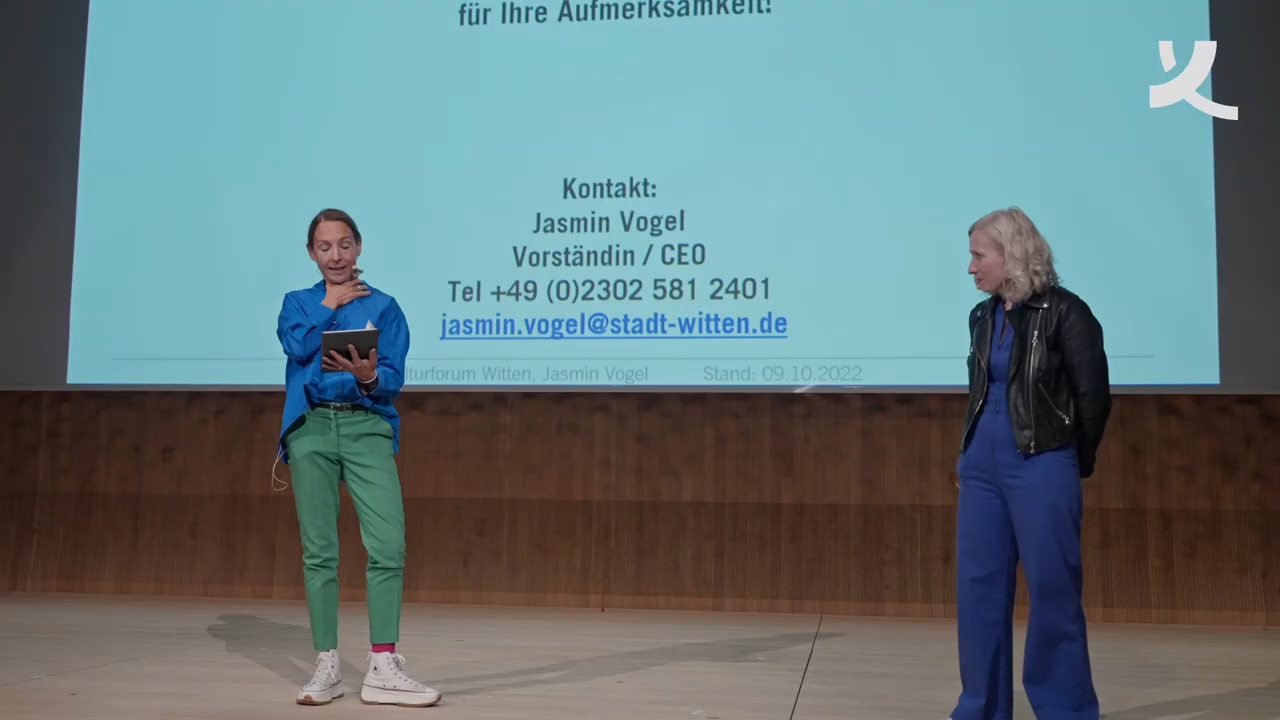 für Ihre Aufmerksamkeit!
Kontakt:
Jasmin Vogel
Vorständin / CEO
Tel +49 (0)2302 581 2401
jasmin.vogel@stadt-witten.de
lturforum Witten, Jasmin Vogel Stand: 09.10.2022